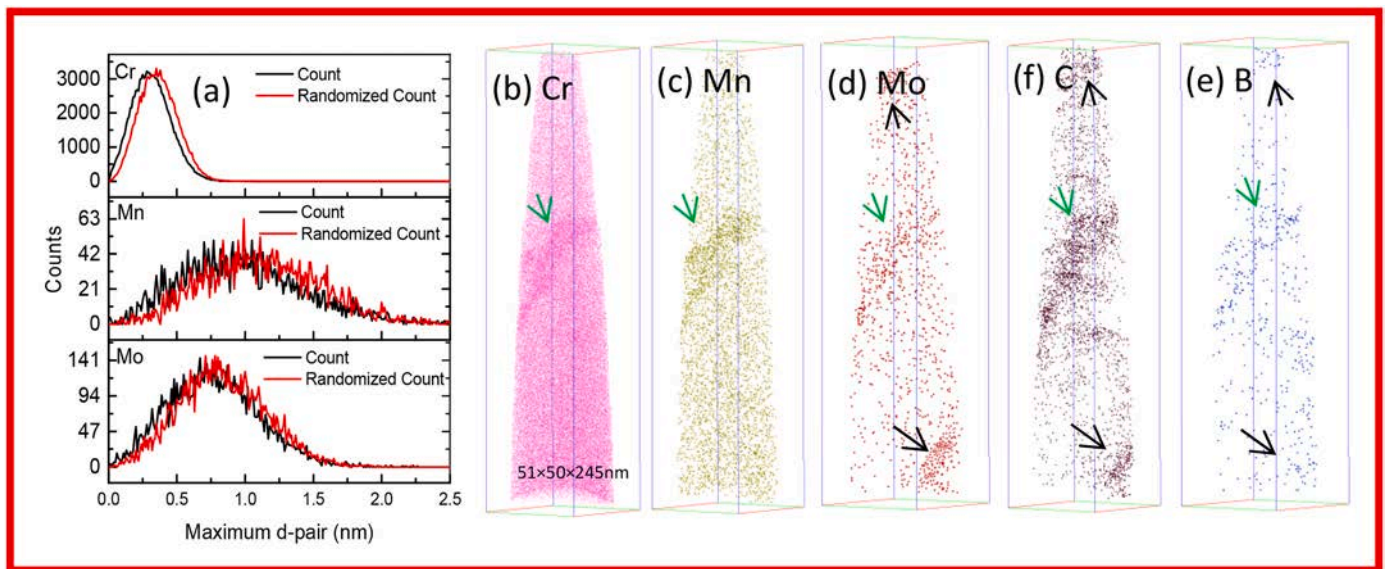 (a)
Cr
Count
Randomized Count
3000
2000
1000
0
Mn
Count
Randomized Count
63
42
21
0
Mo
Count
Randomized Count
141
94
47
0
Counts
0.0 0.5 1.0 1.5 2.0 2.5
Maximum d-pair (nm)
(b) Cr
51×50×245nm
(c) Mn
(d) Mo
(f) C
(e) B